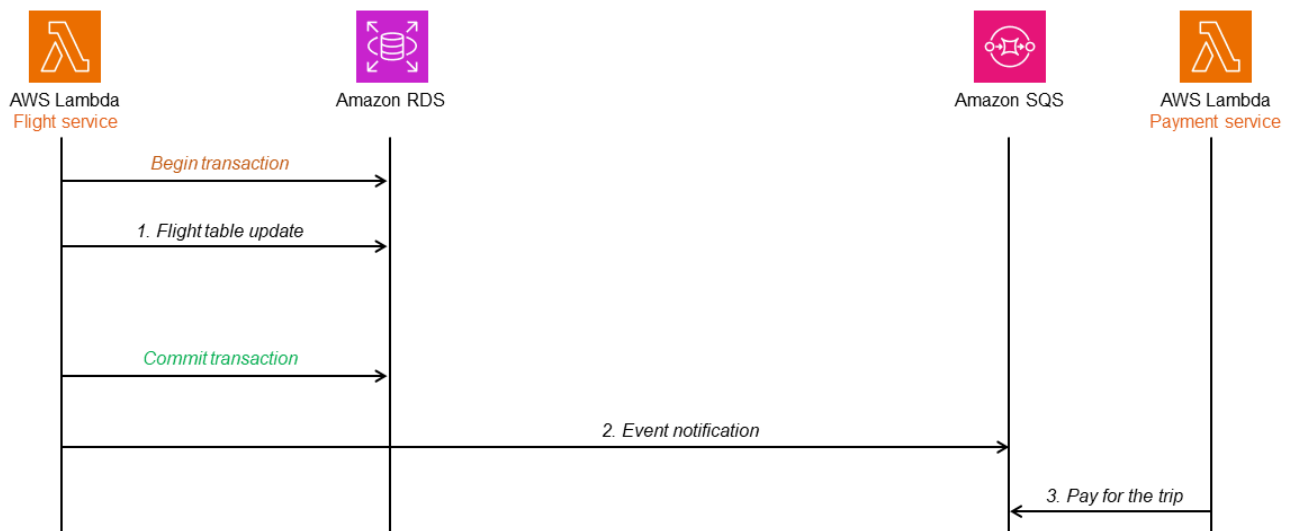 AWS Lambda
Flight service
Amazon RDS
Amazon SQS
AWS Lambda
Payment service
Begin transaction
1. Flight table update
Commit transaction
2. Event notification
3. Pay for the trip